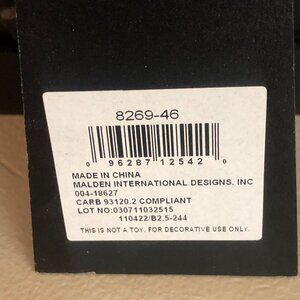 8269-46
0 96287 12542 0
MADE IN CHINA
MALDEN INTERNATIONAL DESIGNS, INC
004-18627
CARB 93120.2 COMPLIANT
LOT NO:030711032515
110422/B2.5-244
THIS IS NOT A TOY. FOR DECORATIVE USE ONLY.